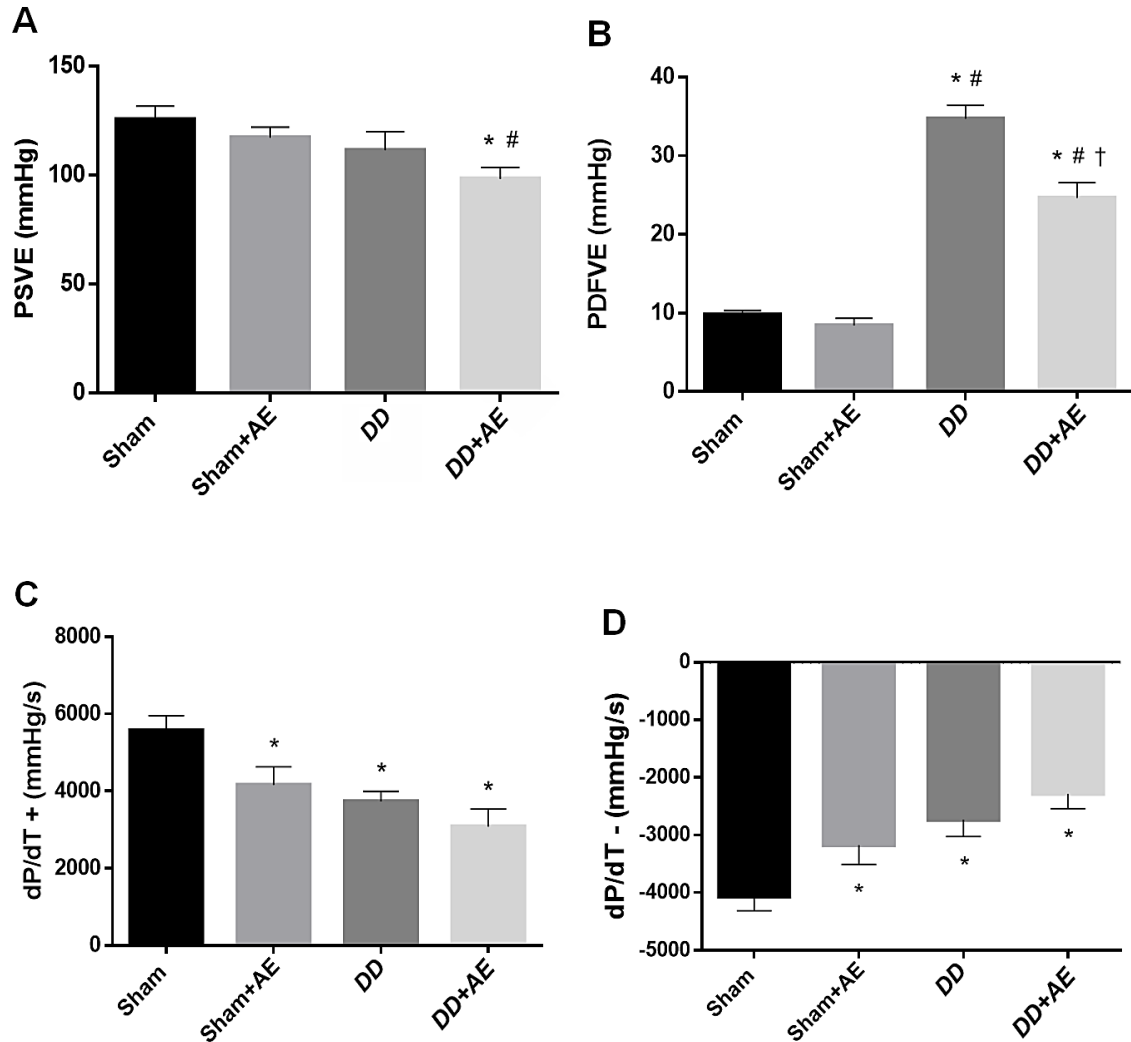 A
PSVE (mmHg)
150
100
50
0
* #
Sham
Sham+AE
DD
DD+AE
B
PDFVE (mmHg)
40
30
20
10
0
* #
* # †
Sham
Sham+AE
DD
DD+AE
C
dP/dT + (mmHg/s)
8000
6000
4000
2000
0
*
*
*
Sham
Sham+AE
DD
DD+AE
D
dP/dT - (mmHg/s)
0
-1000
-2000
-3000
-4000
-5000
*
*
*
Sham
Sham+AE
DD
DD+AE